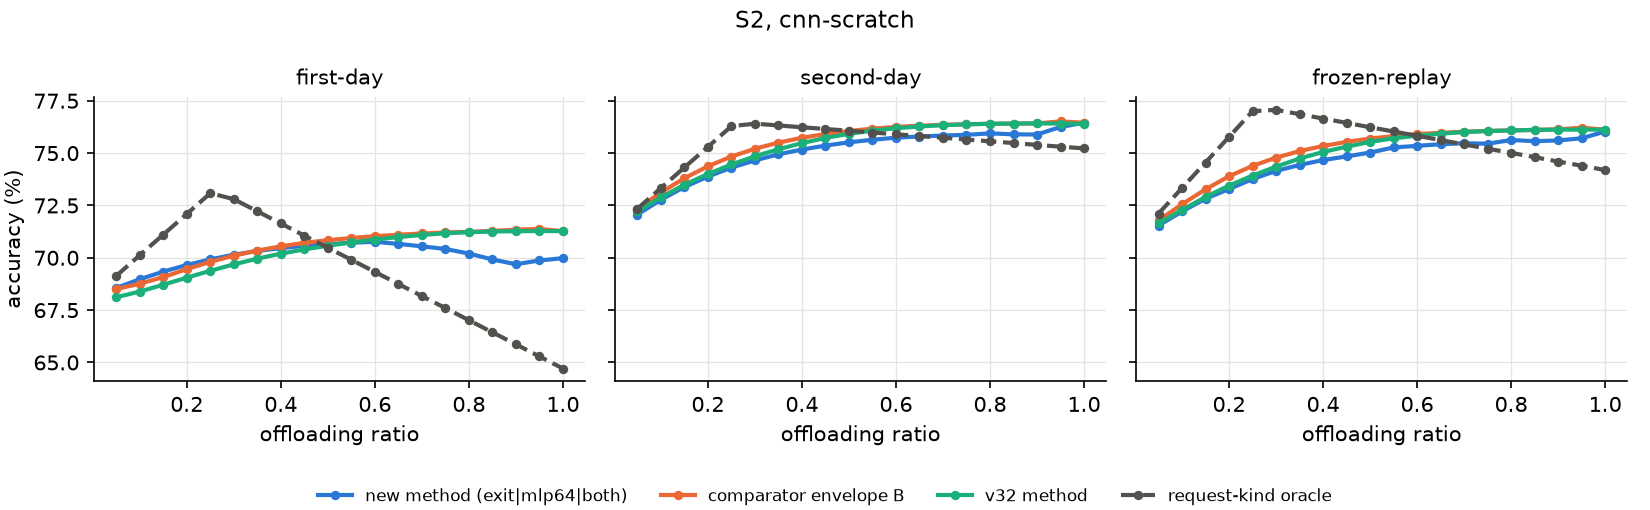 S2, cnn-scratch
first-day
second-day
frozen-replay
accuracy (%)
77.5
75.0
72.5
70.0
67.5
65.0
0.2 0.4 0.6 0.8 1.0
0.2 0.4 0.6 0.8 1.0
0.2 0.4 0.6 0.8 1.0
offloading ratio
offloading ratio
offloading ratio
new method (exit|mlp64|both)
comparator envelope B
v32 method
request-kind oracle